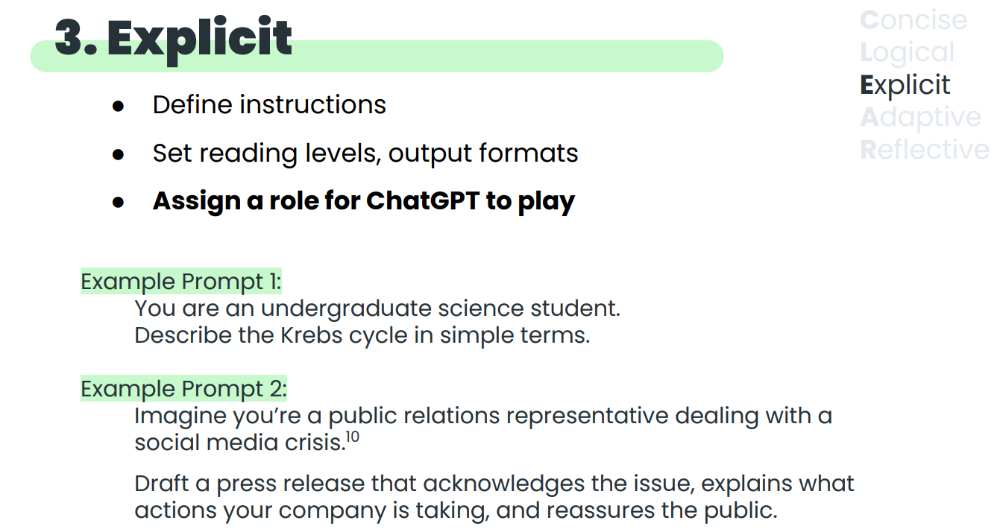 3. Explicit
Concise
Logical
Explicit
Adaptive
Reflective
● Define instructions
● Set reading levels, output formats
● Assign a role for ChatGPT to play
Example Prompt 1:
You are an undergraduate science student.
Describe the Krebs cycle in simple terms.
Example Prompt 2:
Imagine you’re a public relations representative dealing with a
social media crisis.¹⁰
Draft a press release that acknowledges the issue, explains what
actions your company is taking, and reassures the public.